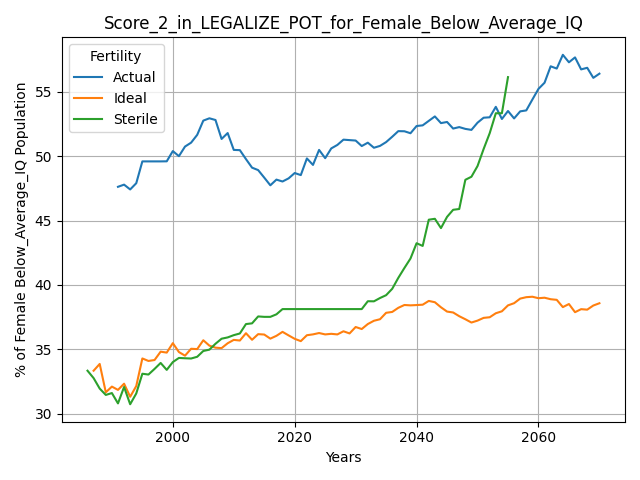 Score_2_in_LEGALIZE_POT_for_Female_Below_Average_IQ
% of Female Below_Average_IQ Population
Fertility
Actual
Ideal
Sterile
55
50
45
40
35
30
2000
2020
2040
2060
Years